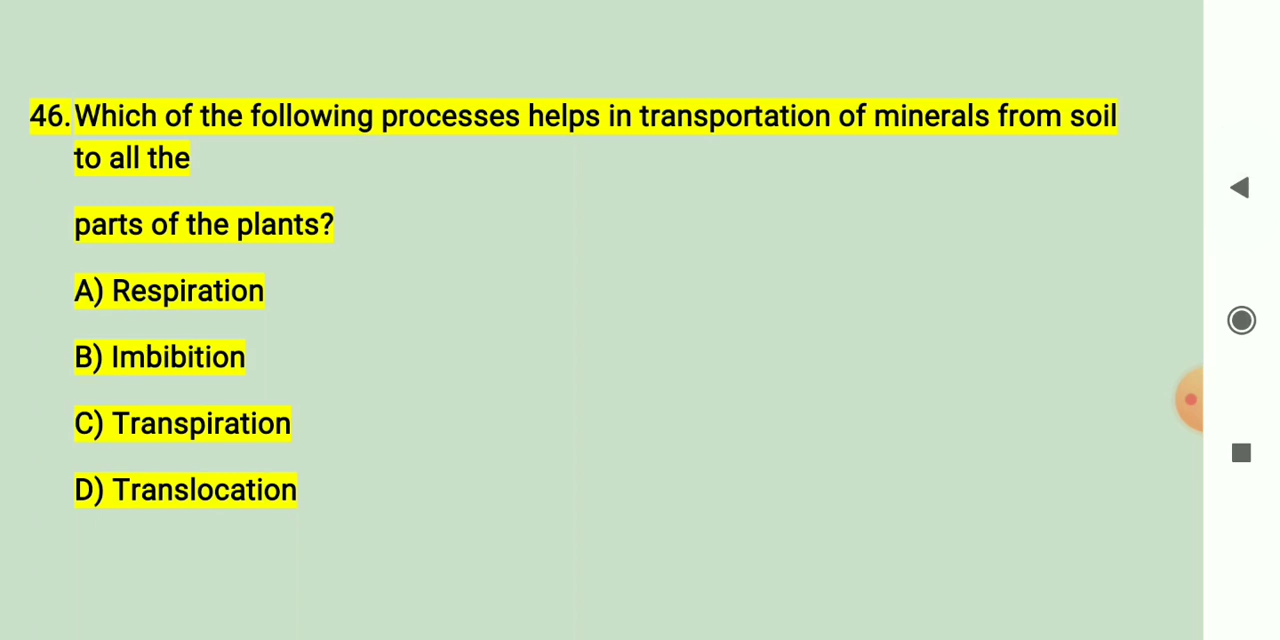 46. Which of the following processes helps in transportation of minerals from soil
to all the
parts of the plants?
A) Respiration
B) Imbibition
C) Transpiration
D) Translocation